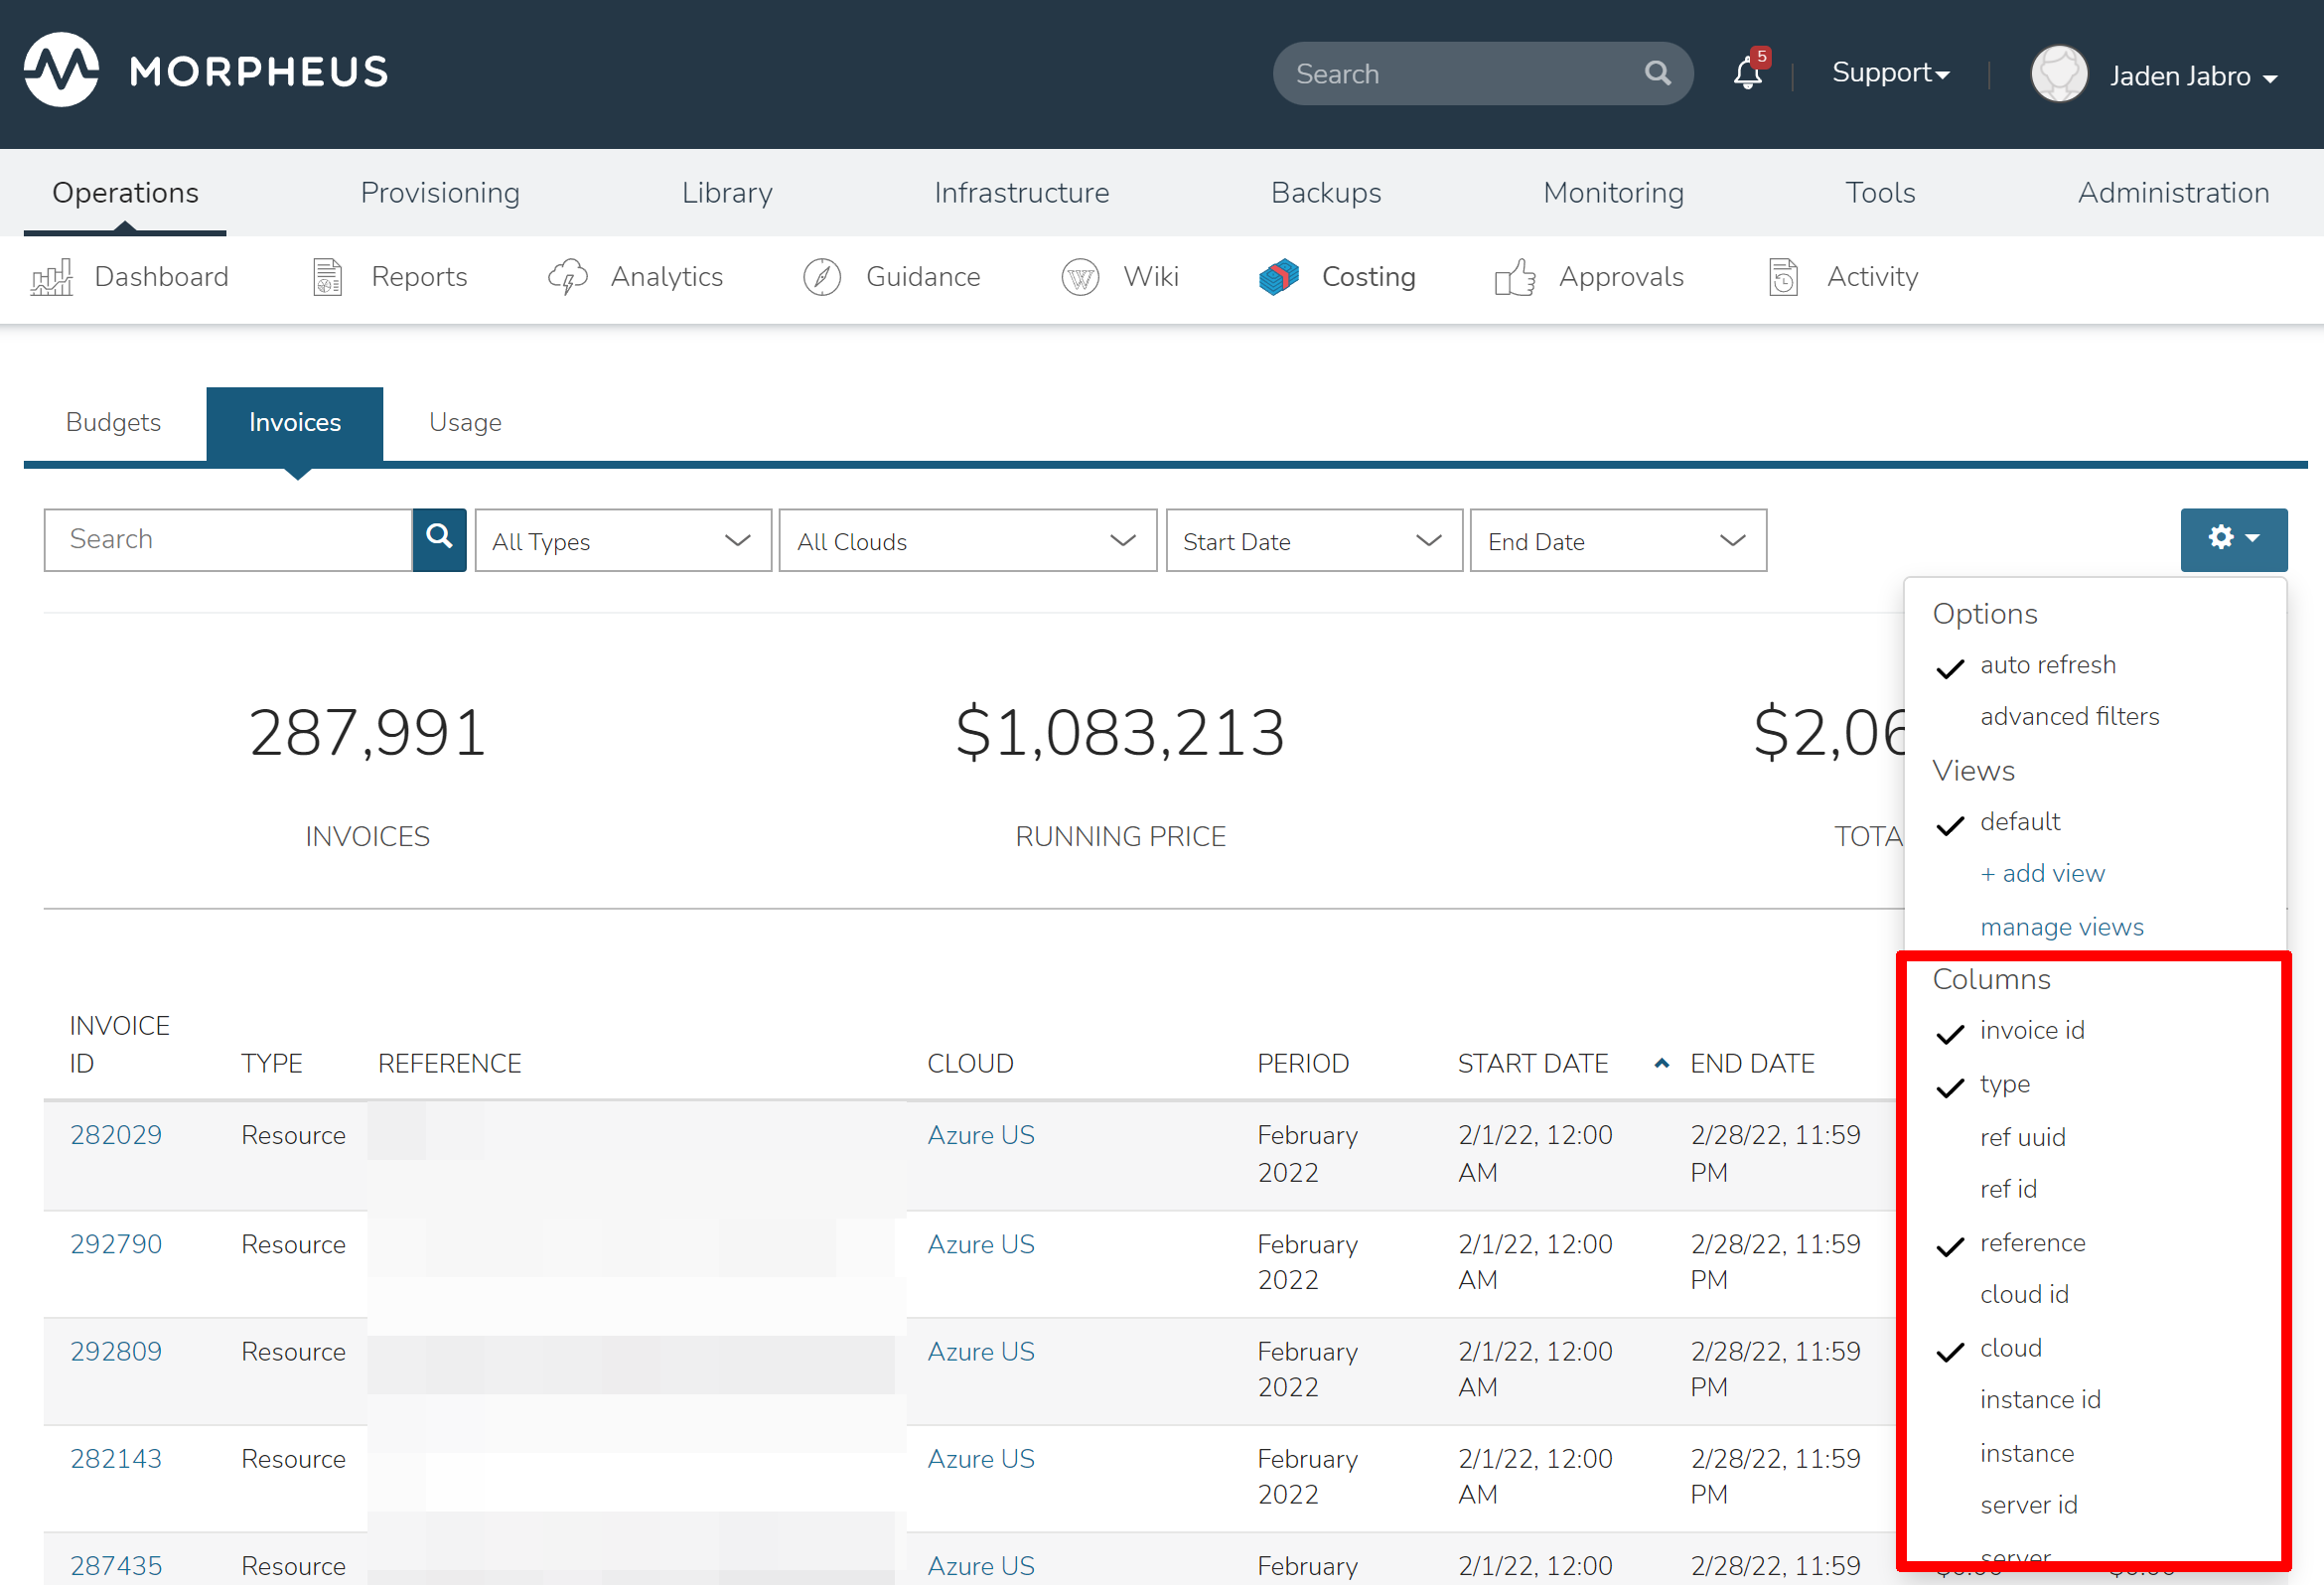 MORPHEUS
Search
5
Support
Jaden Jabro
Operations
Provisioning
Library
Infrastructure
Backups
Monitoring
Tools
Administration
Dashboard
Reports
Analytics
Guidance
W
Wiki
Costing
Approvals
Activity
Budgets
Invoices
Usage
Search
All Types
All Clouds
Start Date
End Date
287,991
INVOICES
$1,083,213
RUNNING PRICE
$2,06
TOTA
Options
auto refresh
advanced filters
Views
default
+ add view
manage views
Columns
invoice id
type
ref uuid
ref id
reference
cloud id
cloud
instance id
instance
server id
server
INVOICE
ID TYPE REFERENCE CLOUD PERIOD START DATE END DATE
282029 Resource Azure US February 2/1/22, 12:00 2/28/22, 11:59
2022 AM PM
292790 Resource Azure US February 2/1/22, 12:00 2/28/22, 11:59
2022 AM PM
292809 Resource Azure US February 2/1/22, 12:00 2/28/22, 11:59
2022 AM PM
282143 Resource Azure US February 2/1/22, 12:00 2/28/22, 11:59
2022 AM PM
287435 Resource Azure US February 2/1/22, 12:00 2/28/22, 11:59